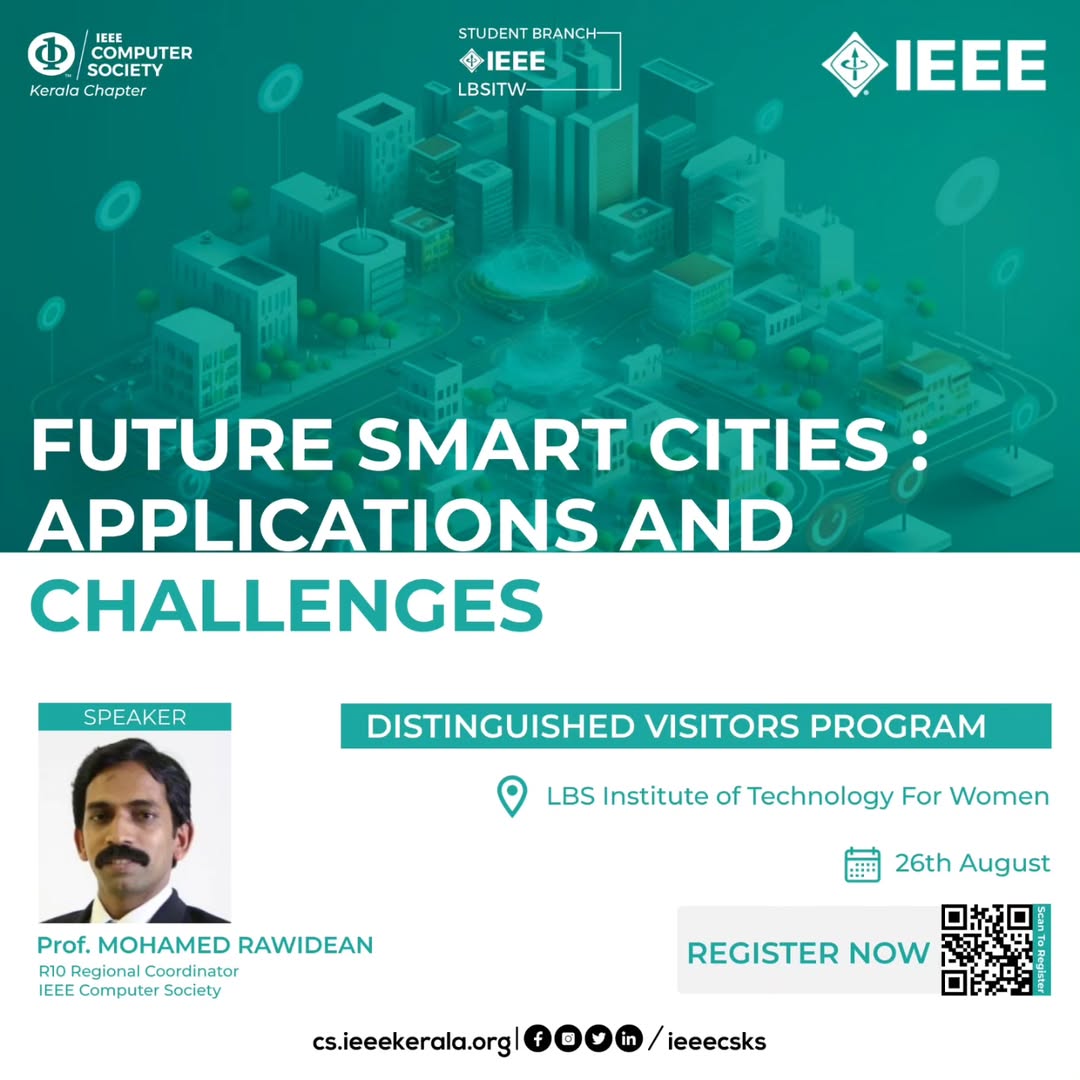 IEEE
COMPUTER
SOCIETY
Kerala Chapter
STUDENT BRANCH
IEEE
LBSITW
IEEE
FUTURE SMART CITIES :
APPLICATIONS AND
CHALLENGES
SPEAKER
Prof. MOHAMED RAWIDEAN
R10 Regional Coordinator
IEEE Computer Society
DISTINGUISHED VISITORS PROGRAM
LBS Institute of Technology For Women
26th August
REGISTER NOW
Scan To Register
cs.ieeekerala.org| / ieeecsks